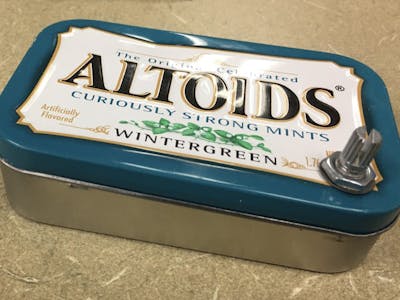 The Original Celebrated
ALTOIDS®
CURIOUSLY STRONG MINTS
Artificially
Flavored
WINTERGREEN